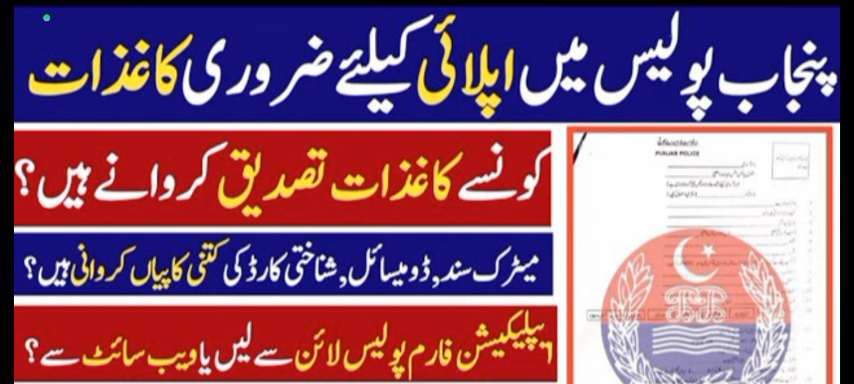 پنجاب پولیس میں اپلائی کیلئے ضروری کاغذات
کونسے کاغذات تصدیق کروانے ہیں؟
میٹرک سند, ڈومیسائل, شناختی کارڈ کی کتنی کاپیاں کروانی ہیں؟
ایپلیکیشن فارم پولیس لائن سے لیں یا ویب سائٹ سے؟
PUNJAB POLICE